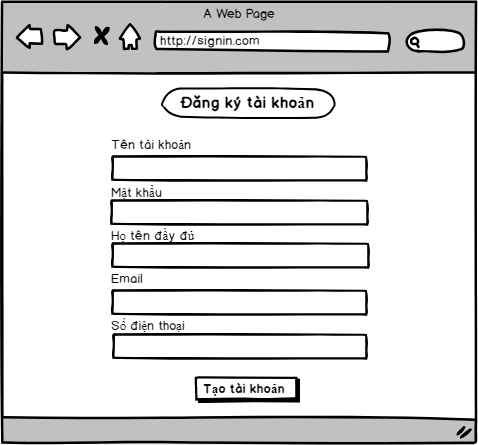 A Web Page
http://signin.com
Đăng ký tài khoản
Tên tài khoản
Mật khẩu
Họ tên đầy đủ
Email
Số điện thoại
Tạo tài khoản